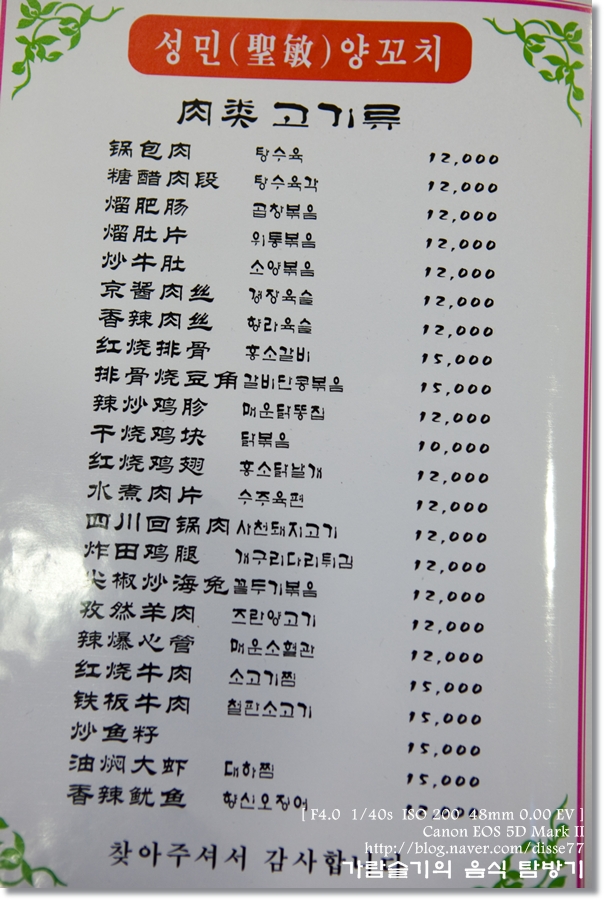 성민(聖敏)양꼬치
肉类 고기류
锅包肉 탕수육 12,000
糖醋肉段 탕수육각 12,000
熘肥肠 곱창볶음 12,000
熘肚片 위통볶음 12,000
炒牛肚 소양볶음 12,000
京酱肉丝 경장육슬 12,000
香辣肉丝 향라육슬 12,000
红烧排骨 홍소갈비 15,000
排骨烧豆角 갈비탄콩볶음 15,000
辣炒鸡胗 매운닭똥집 12,000
干烧鸡块 닭볶음 10,000
红烧鸡翅 홍소닭날개 12,000
水煮肉片 수주육편 12,000
四川回锅肉 사천돼지고기 12,000
炸田鸡腿 개구리다리튀김 12,000
尖椒炒海兔 꼴두기볶음 12,000
孜然羊肉 즈란양고기 12,000
辣爆心管 매운소혈관 12,000
红烧牛肉 소고기찜 15,000
铁板牛肉 철판소고기 15,000
炒鱼籽 15,000
油焖大虾 대하찜 15,000
香辣鱿鱼 향신오징어
[ F4.0 1/40s ISO 200 48mm 0.00 EV ]
Canon EOS 5D Mark II
http://blog.naver.com/disse77
찾아주셔서 감사합니다
가람슬기의 음식 탐방기